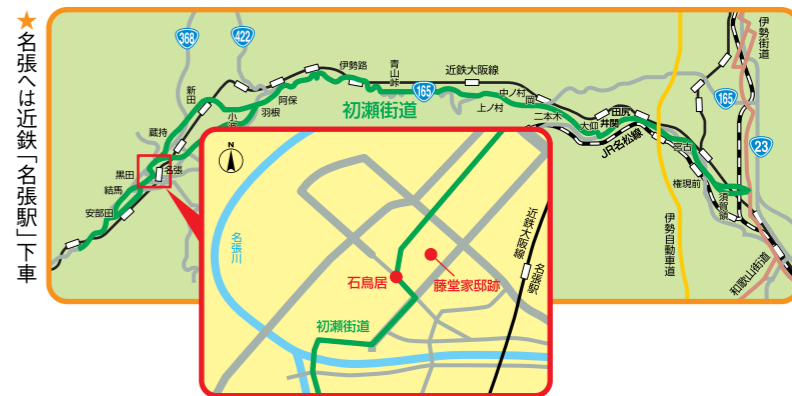 ★名張へは近鉄「名張駅」下車
368
422
伊勢路
青山峠
近鉄大阪線
伊勢街道
新田
阿保
羽根
165
初瀬街道
上ノ村
中ノ村
岡
二本木
大仰
田尻
井関
165
23
蔵持
JR名松線
宮古
権現前
須賀領
黒田
名張
結馬
安部田
伊勢自動車道
和歌山街道
N
名張川
近鉄大阪線
名張駅
石鳥居
藤堂家邸跡
初瀬街道